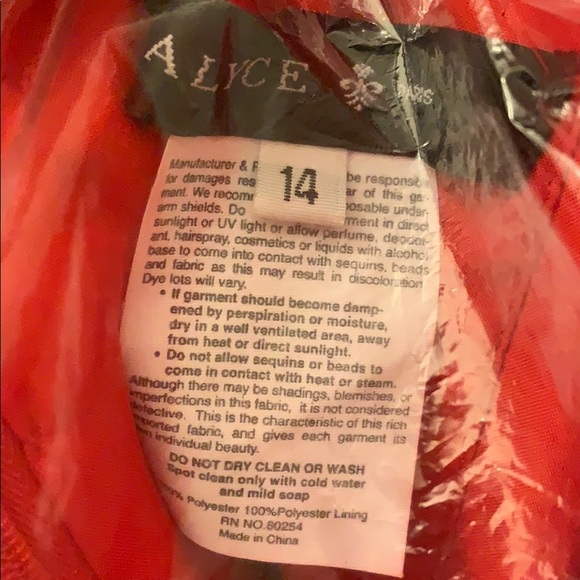 ALYCE PARIS
14
Manufacturer & R be responsible
for damages res ar of this gar-
ment. We recomm osable under-
arm shields. Do ment in direct
sunlight or UV light or allow perfume, deodor-
ant, hairspray, cosmetics or liquids with alcohol
base to come into contact with sequins, beads
and fabric as this may result in discoloration
Dye lots will vary.
• If garment should become damp-
ened by perspiration or moisture,
dry in a well ventilated area, away
from heat or direct sunlight.
• Do not allow sequins or beads to
come in contact with heat or steam.
Although there may be shadings, blemishes, or
imperfections in this fabric, it is not considered
defective. This is the characteristic of this rich
imported fabric, and gives each garment its
own individual beauty.
DO NOT DRY CLEAN OR WASH
Spot clean only with cold water
and mild soap
100% Polyester 100%Polyester Lining
RN NO.80254
Made in China